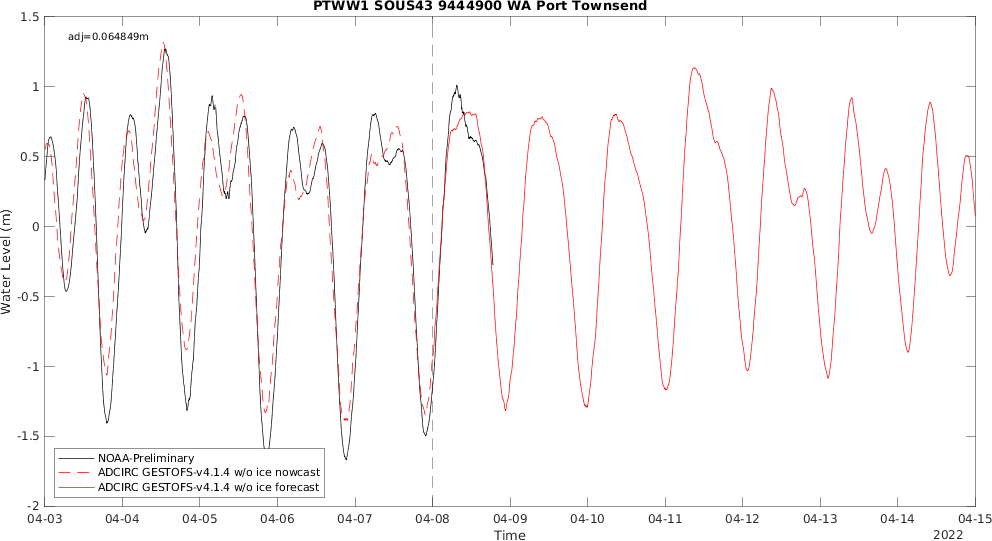 PTWW1 SOUS43 9444900 WA Port Townsend
adj=0.064849m
1.5
1
0.5
0
-0.5
-1
-1.5
-2
Water Level (m)
NOAA-Preliminary
ADCIRC GESTOFS-v4.1.4 w/o ice nowcast
ADCIRC GESTOFS-v4.1.4 w/o ice forecast
04-03 04-04 04-05 04-06 04-07 04-08 04-09 04-10 04-11 04-12 04-13 04-14 04-15
Time
2022